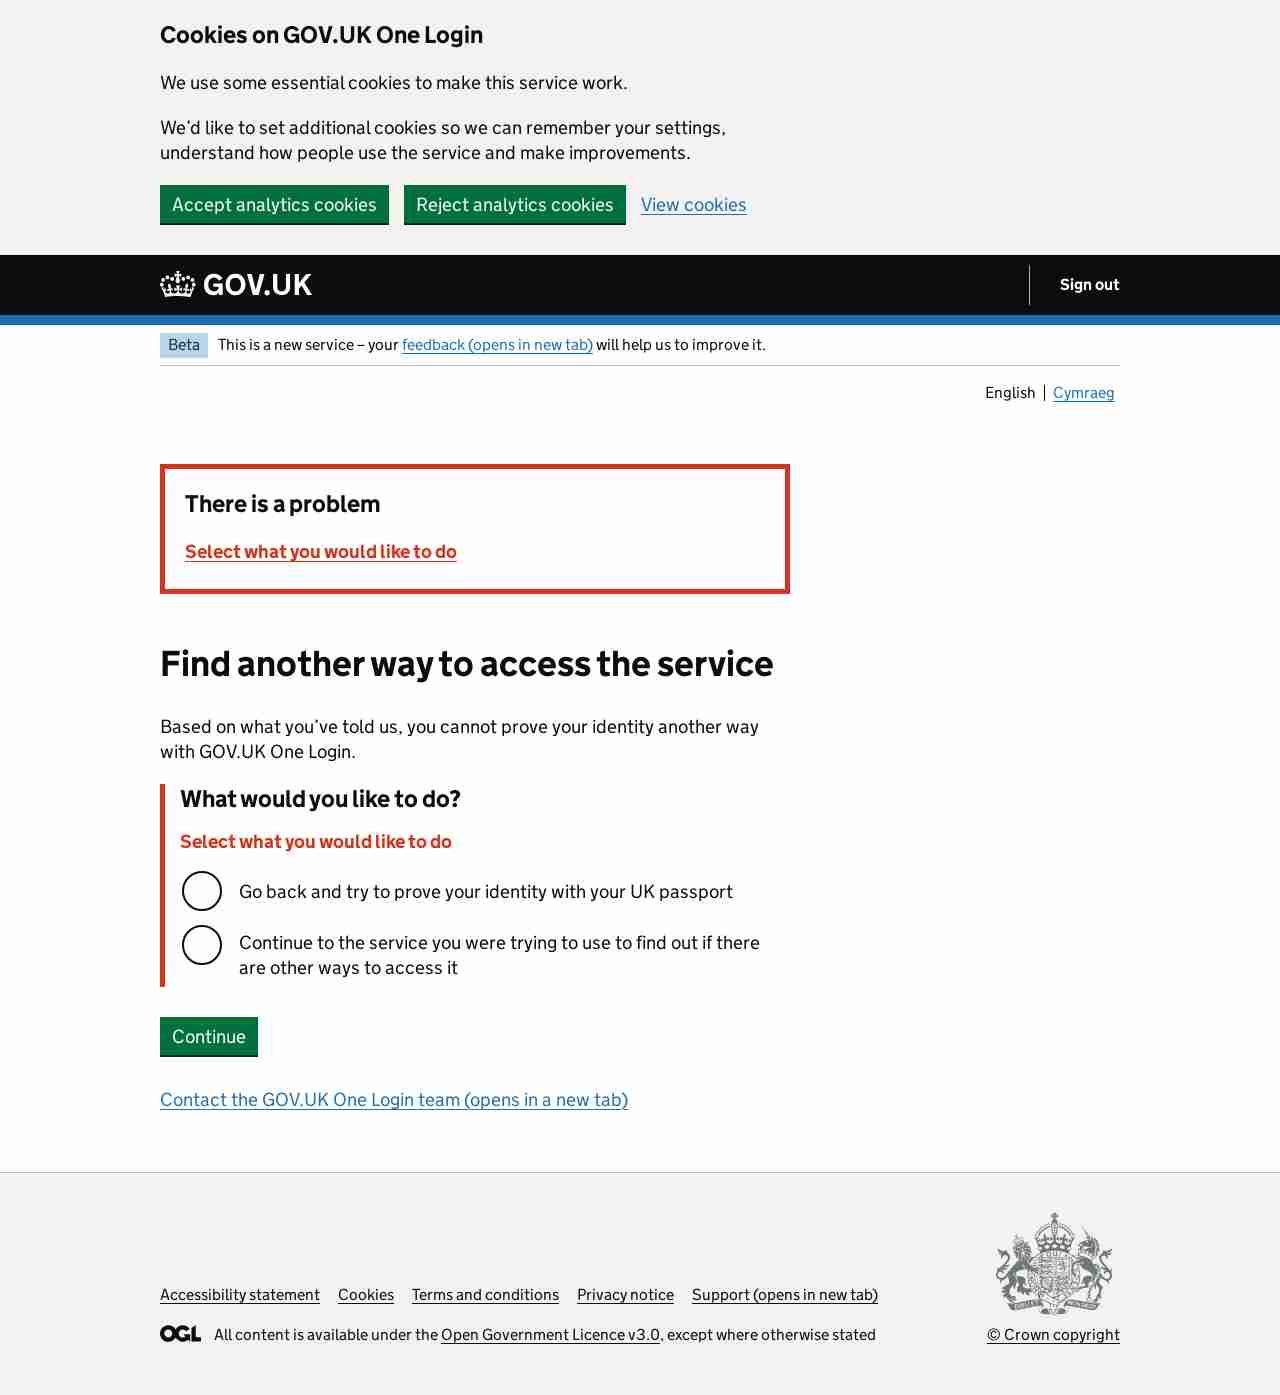 Cookies on GOV.UK One Login
We use some essential cookies to make this service work.
We’d like to set additional cookies so we can remember your settings,
understand how people use the service and make improvements.
Accept analytics cookies Reject analytics cookies View cookies
GOV.UK Sign out
Beta This is a new service – your feedback (opens in new tab) will help us to improve it.
English Cymraeg
There is a problem
Select what you would like to do
Find another way to access the service
Based on what you’ve told us, you cannot prove your identity another way
with GOV.UK One Login.
What would you like to do?
Select what you would like to do
Go back and try to prove your identity with your UK passport
Continue to the service you were trying to use to find out if there
are other ways to access it
Continue
Contact the GOV.UK One Login team (opens in a new tab)
Accessibility statement Cookies Terms and conditions Privacy notice Support (opens in new tab)
OGL All content is available under the Open Government Licence v3.0, except where otherwise stated
© Crown copyright